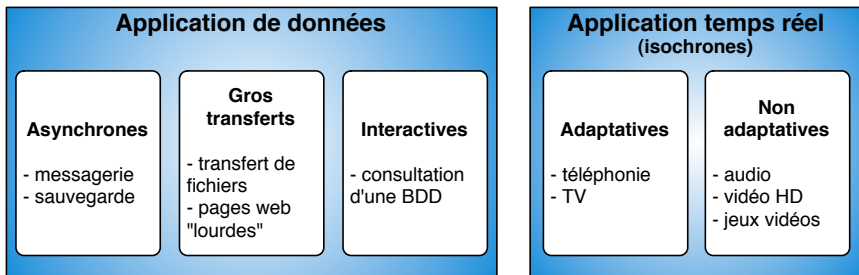 Application de données
Asynchrones
- messagerie
- sauvegarde
Gros
transferts
- transfert de
fichiers
- pages web
"lourdes"
Interactives
- consultation
d'une BDD
Application temps réel
(isochrones)
Adaptatives
- téléphonie
- TV
Non
adaptatives
- audio
- vidéo HD
- jeux vidéos